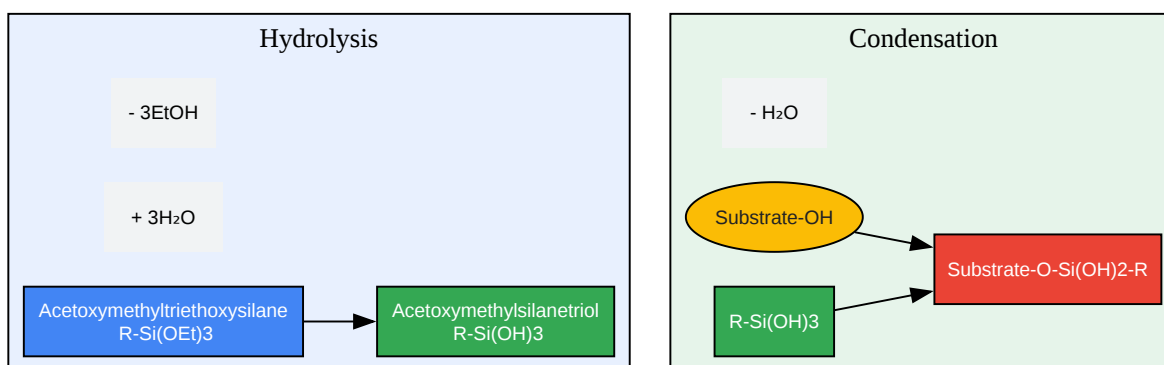 Hydrolysis
- 3EtOH
+ 3H₂O
Acetoxymethyltriethoxysilane
R-Si(OEt)3
Acetoxymethylsilanetriol
R-Si(OH)3
Condensation
- H₂O
Substrate-OH
Substrate-O-Si(OH)2-R
R-Si(OH)3